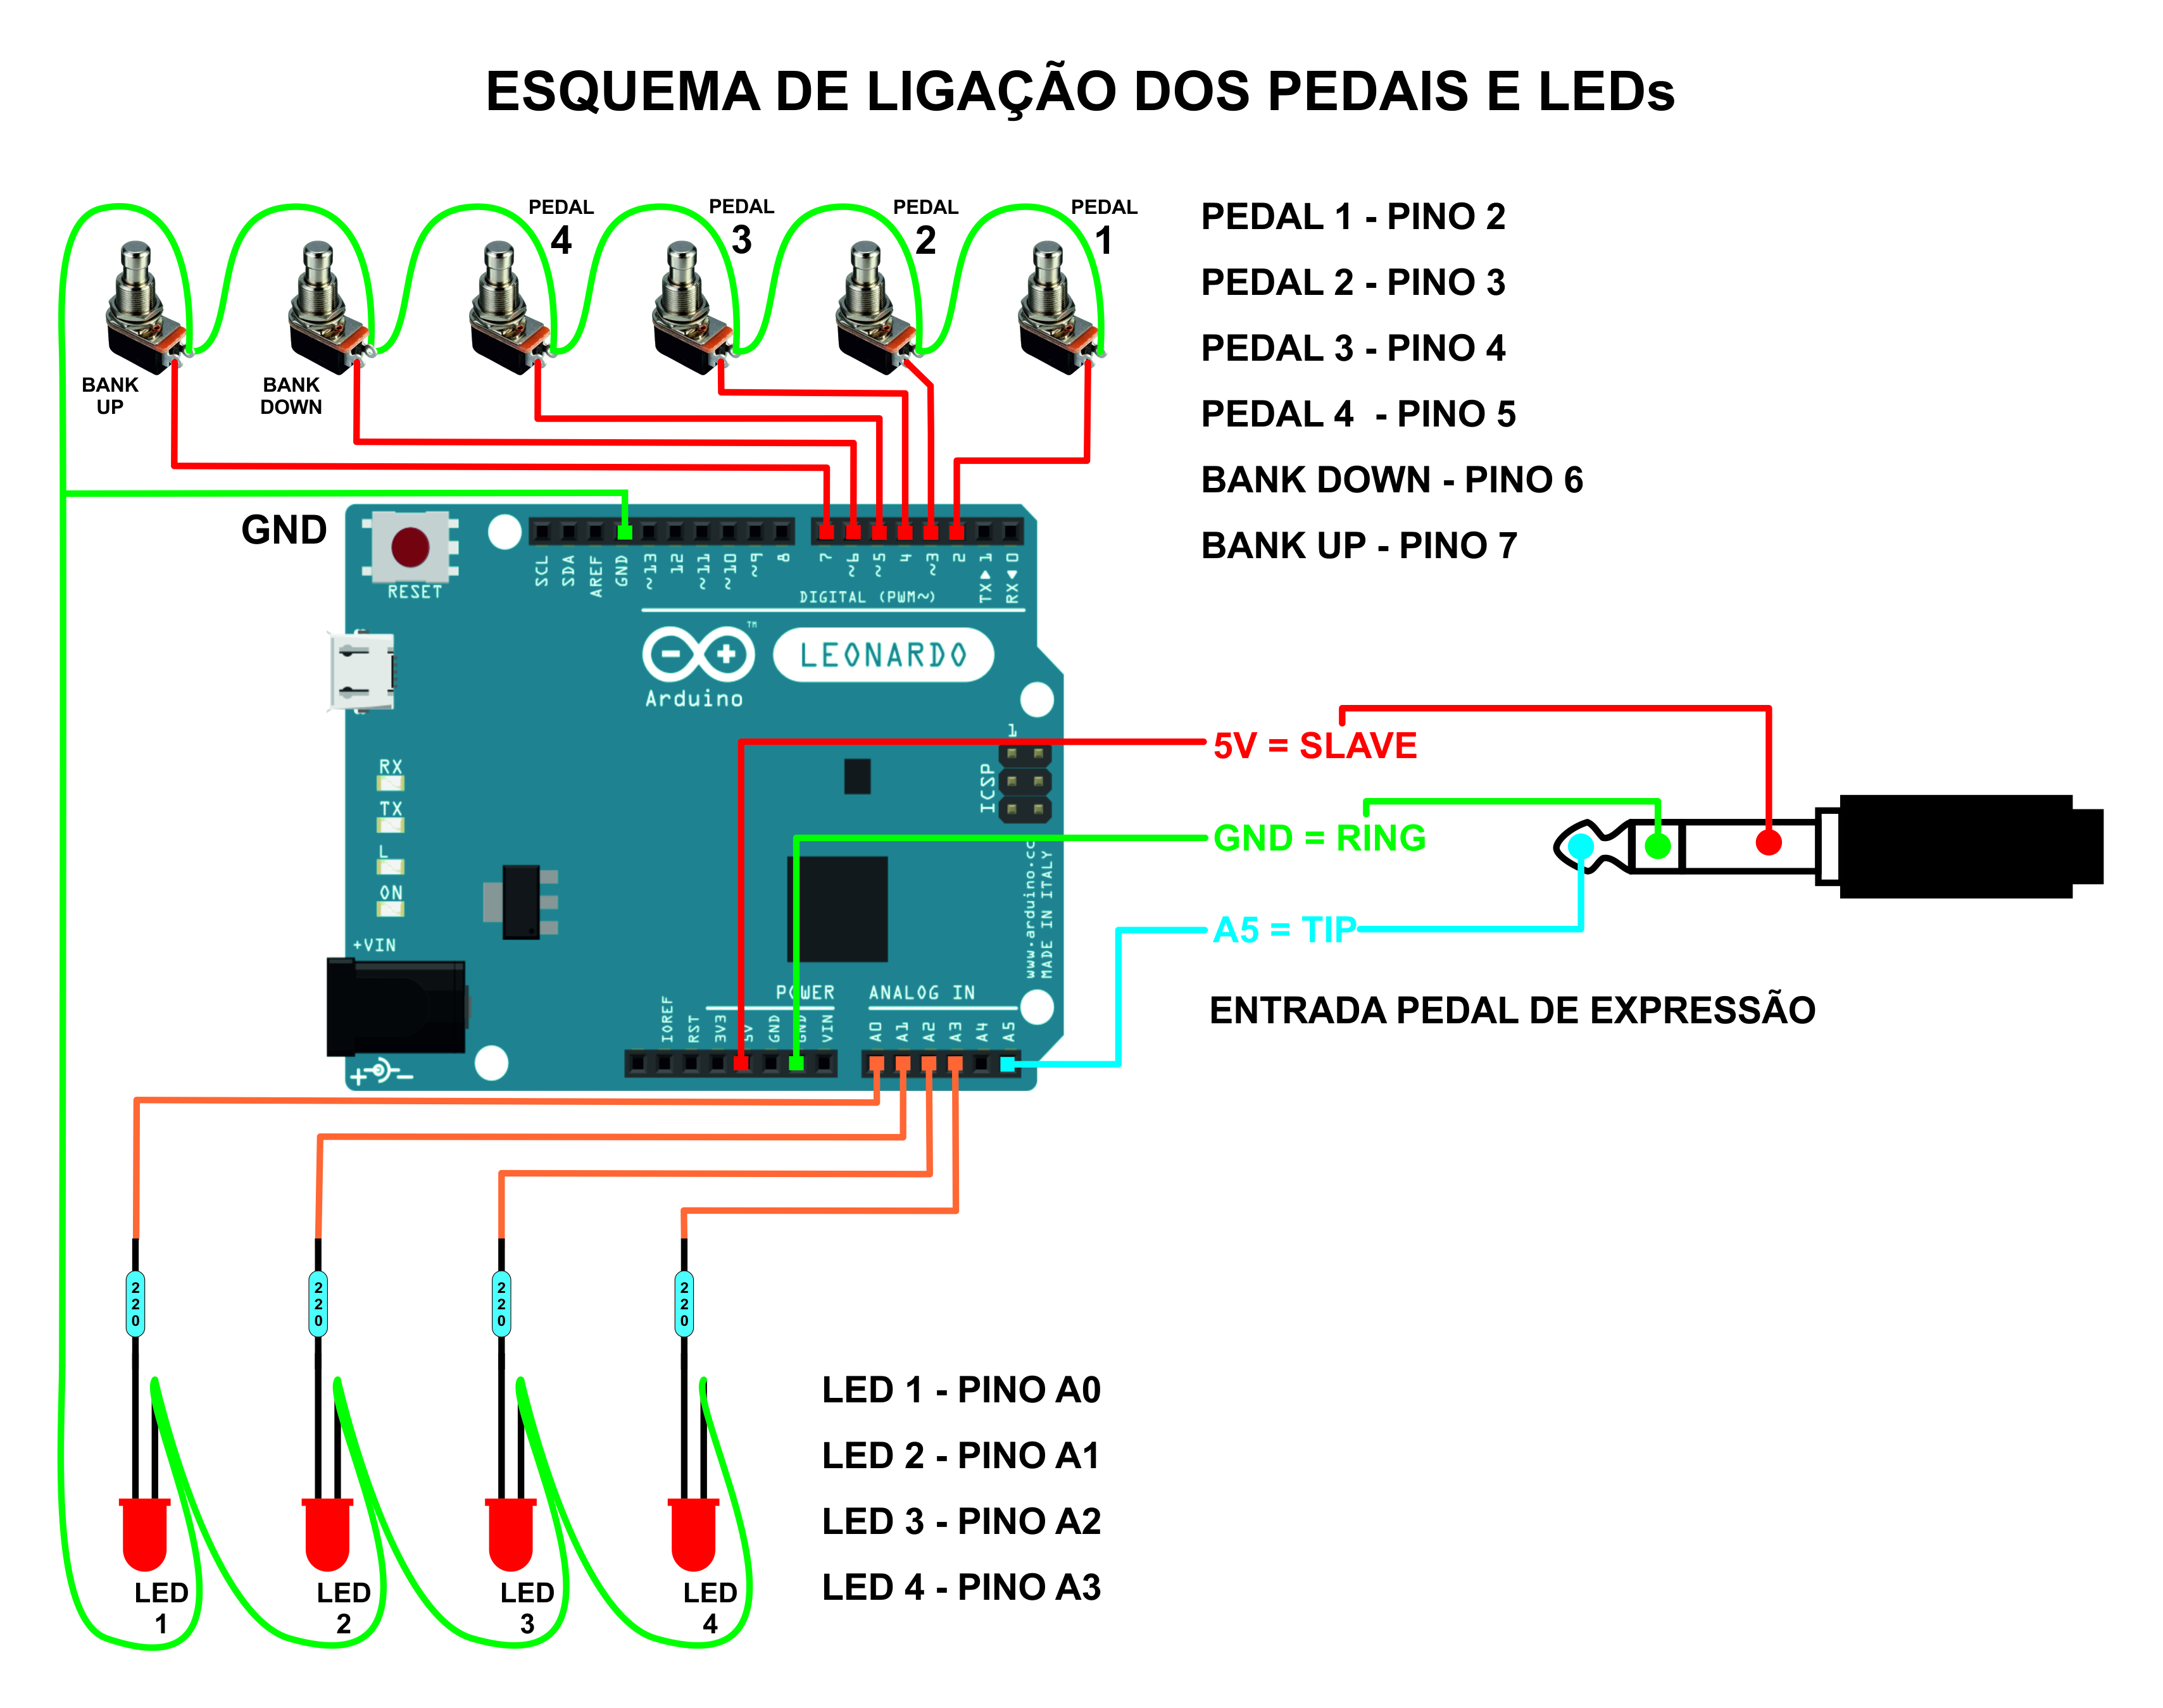 ESQUEMA DE LIGAÇÃO DOS PEDAIS E LEDs
PEDAL
4
PEDAL
3
PEDAL
2
PEDAL
1
BANK
UP
BANK
DOWN
PEDAL 1 - PINO 2
PEDAL 2 - PINO 3
PEDAL 3 - PINO 4
PEDAL 4  - PINO 5
BANK DOWN - PINO 6
BANK UP - PINO 7
GND
RESET
SCL
SDA
AREF
GND
~13
12
~11
~10
~9
8
7
~6
~5
4
~3
2
TX▶1
RX◀0
DIGITAL (PWM~)
TM
LEONARDO
Arduino
1
ICSP
RX
TX
L
ON
+VIN
www.arduino.cc
MADE IN ITALY
POWER
ANALOG IN
IOREF
RST
3V3
5V
GND
GND
VIN
A0
A1
A2
A3
A4
A5
5V = SLAVE
GND = RING
A5 = TIP
ENTRADA PEDAL DE EXPRESSÃO
220
220
220
220
LED 1 - PINO A0
LED 2 - PINO A1
LED 3 - PINO A2
LED 4 - PINO A3
LED
1
LED
2
LED
3
LED
4